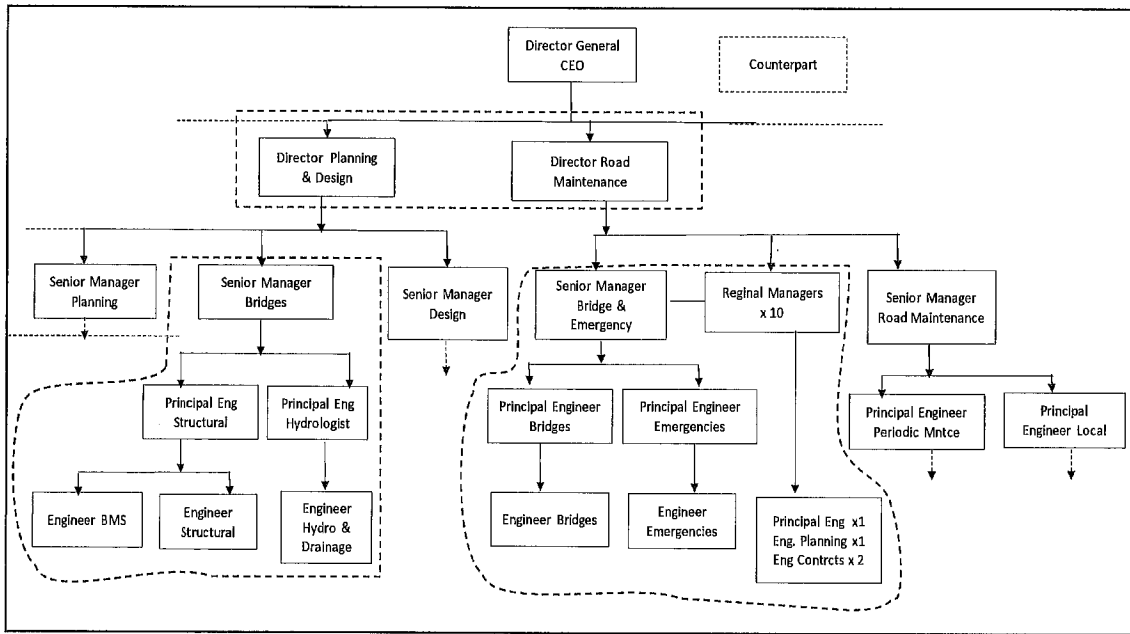 Director General
CEO
Counterpart
Director Planning
& Design
Director Road
Maintenance
Senior Manager
Planning
Senior Manager
Bridges
Senior Manager
Design
Senior Manager
Bridge &
Emergency
Reginal Managers
x 10
Senior Manager
Road Maintenance
Principal Eng
Structural
Principal Eng
Hydrologist
Principal Engineer
Bridges
Principal Engineer
Emergencies
Principal Engineer
Periodic Mntce
Principal
Engineer Local
Engineer BMS
Engineer
Structural
Engineer
Hydro &
Drainage
Engineer Bridges
Engineer
Emergencies
Principal Eng x1
Eng. Planning x1
Eng Contrcts x 2